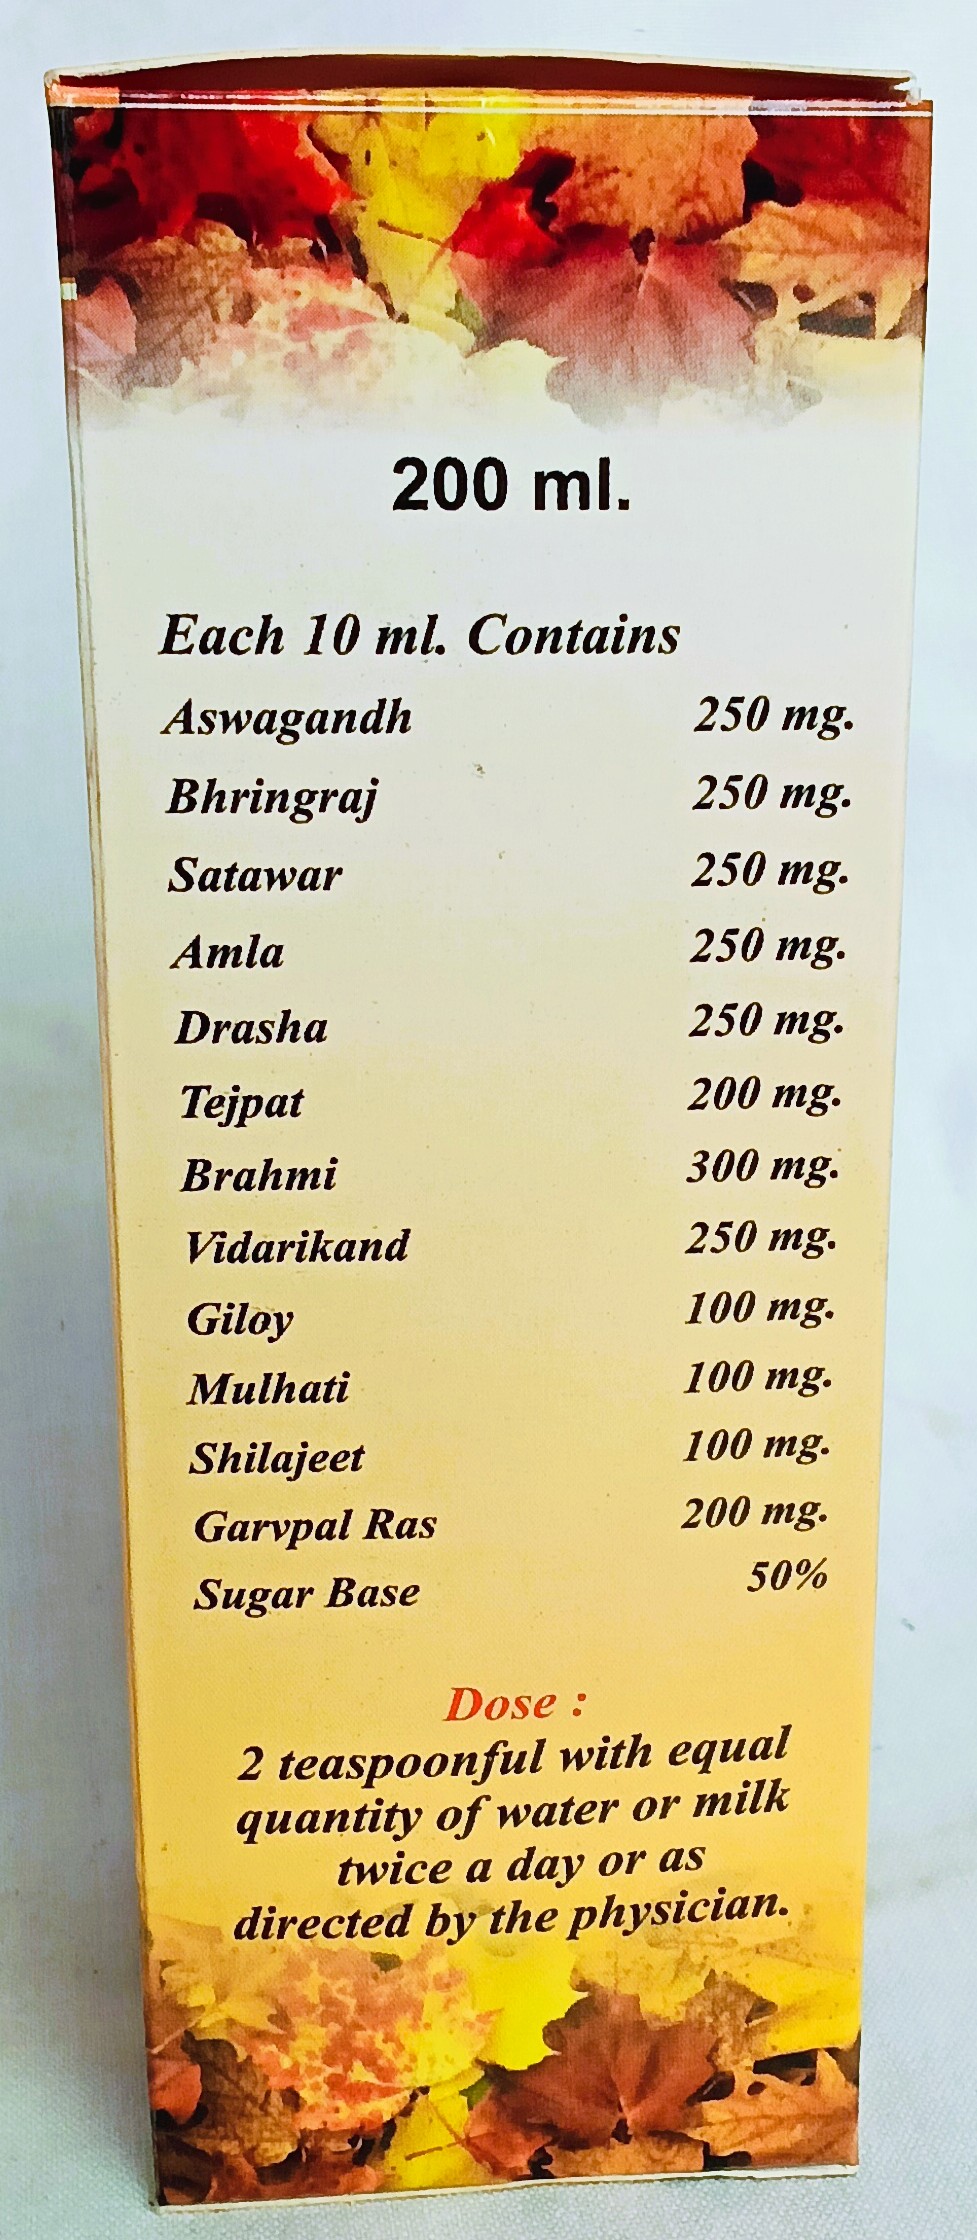 200 ml.
Each 10 ml. Contains
Aswagandh 250 mg.
Bhringraj 250 mg.
Satawar 250 mg.
Amla 250 mg.
Drasha 250 mg.
Tejpat 200 mg.
Brahmi 300 mg.
Vidarikand 250 mg.
Giloy 100 mg.
Mulhati 100 mg.
Shilajeet 100 mg.
Garvpal Ras 200 mg.
Sugar Base 50%
Dose :
2 teaspoonful with equal
quantity of water or milk
twice a day or as
directed by the physician.